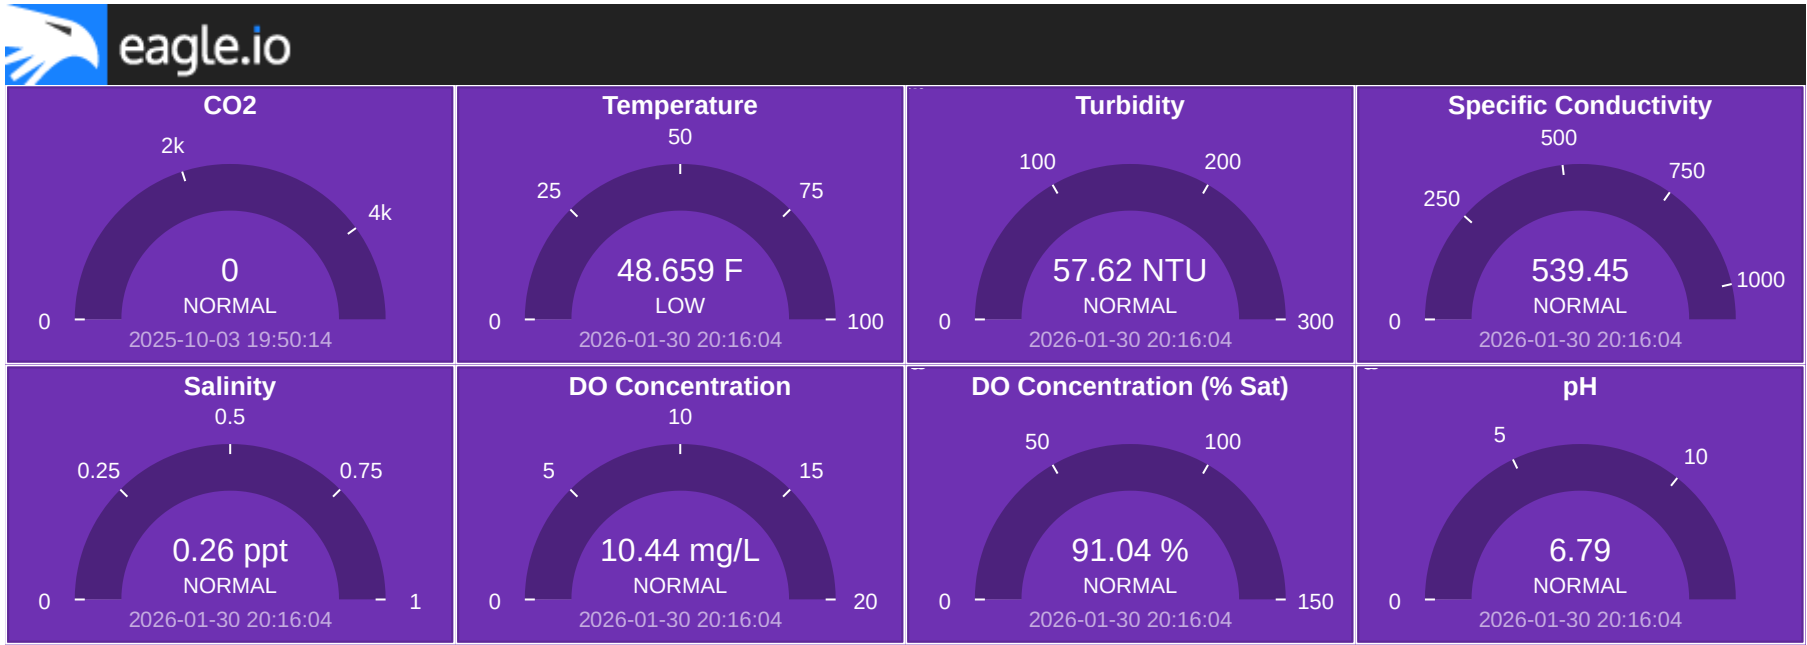 eagle.io
CO2
2k
4k
0
0
NORMAL
2025-10-03 19:50:14
Temperature
50
25
75
48.659 F
LOW
0
100
2026-01-30 20:16:04
Turbidity
100
200
57.62 NTU
NORMAL
0
300
2026-01-30 20:16:04
Specific Conductivity
500
750
250
539.45
1000
NORMAL
0
2026-01-30 20:16:04
Salinity
0.5
0.25
0.75
0.26 ppt
NORMAL
0
1
2026-01-30 20:16:04
DO Concentration
10
5
15
10.44 mg/L
NORMAL
0
20
2026-01-30 20:16:04
DO Concentration (% Sat)
50
100
91.04 %
NORMAL
0
150
2026-01-30 20:16:04
pH
5
10
6.79
NORMAL
0
2026-01-30 20:16:04